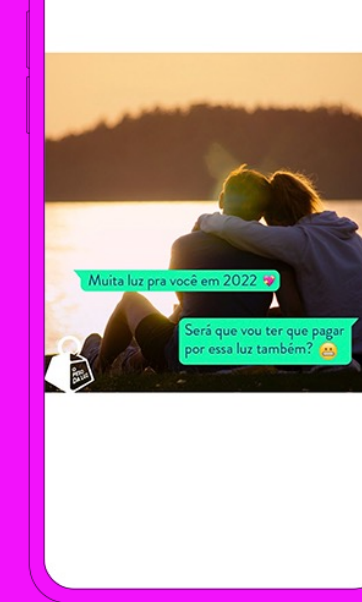 Muita luz pra você em 2022 💖
Será que vou ter que pagar
por essa luz também? 😬
O
PESO
DA LUZ